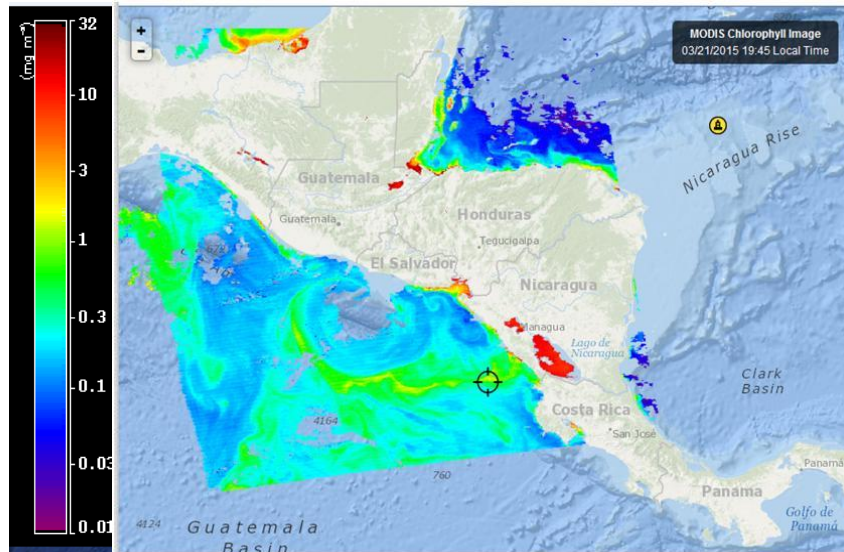 (mg m⁻³)
32
10
3
1
0.3
0.1
0.03
0.01
+
-
MODIS Chlorophyll Image
03/21/2015 19:45 Local Time
Nicaragua Rise
Guatemala
Guatemala
Honduras
Tegucigalpa
El Salvador
Nicaragua
Managua
Lago de
Nicaragua
Clark
Basin
Costa Rica
San José
4164
760
Panamá
Panama
Golfo de
Panamá
4124
Guatemala
Basin